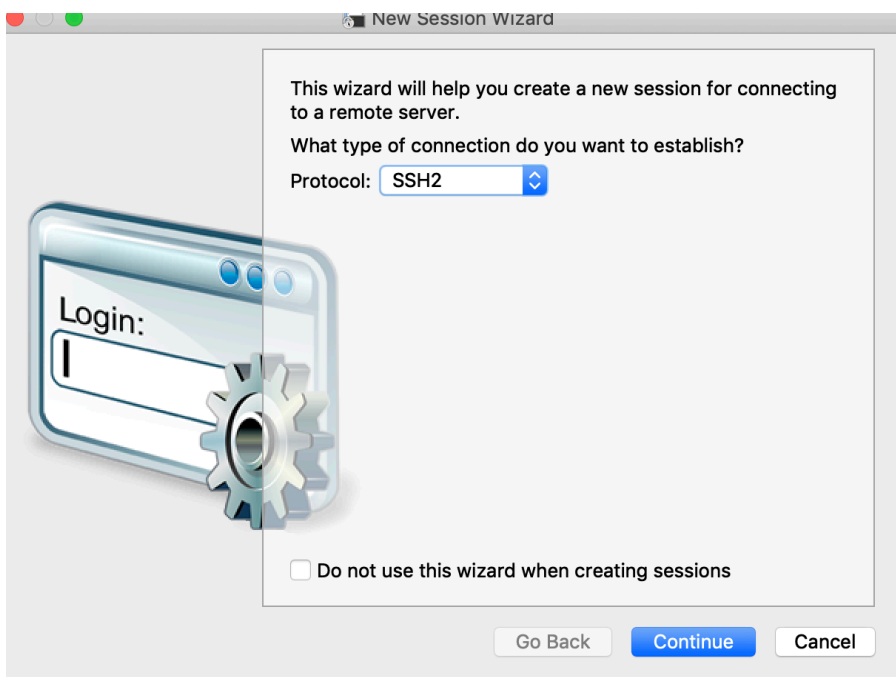 New Session Wizard
This wizard will help you create a new session for connecting
to a remote server.
What type of connection do you want to establish?
Protocol: SSH2
Login:
Do not use this wizard when creating sessions
Go Back Continue Cancel